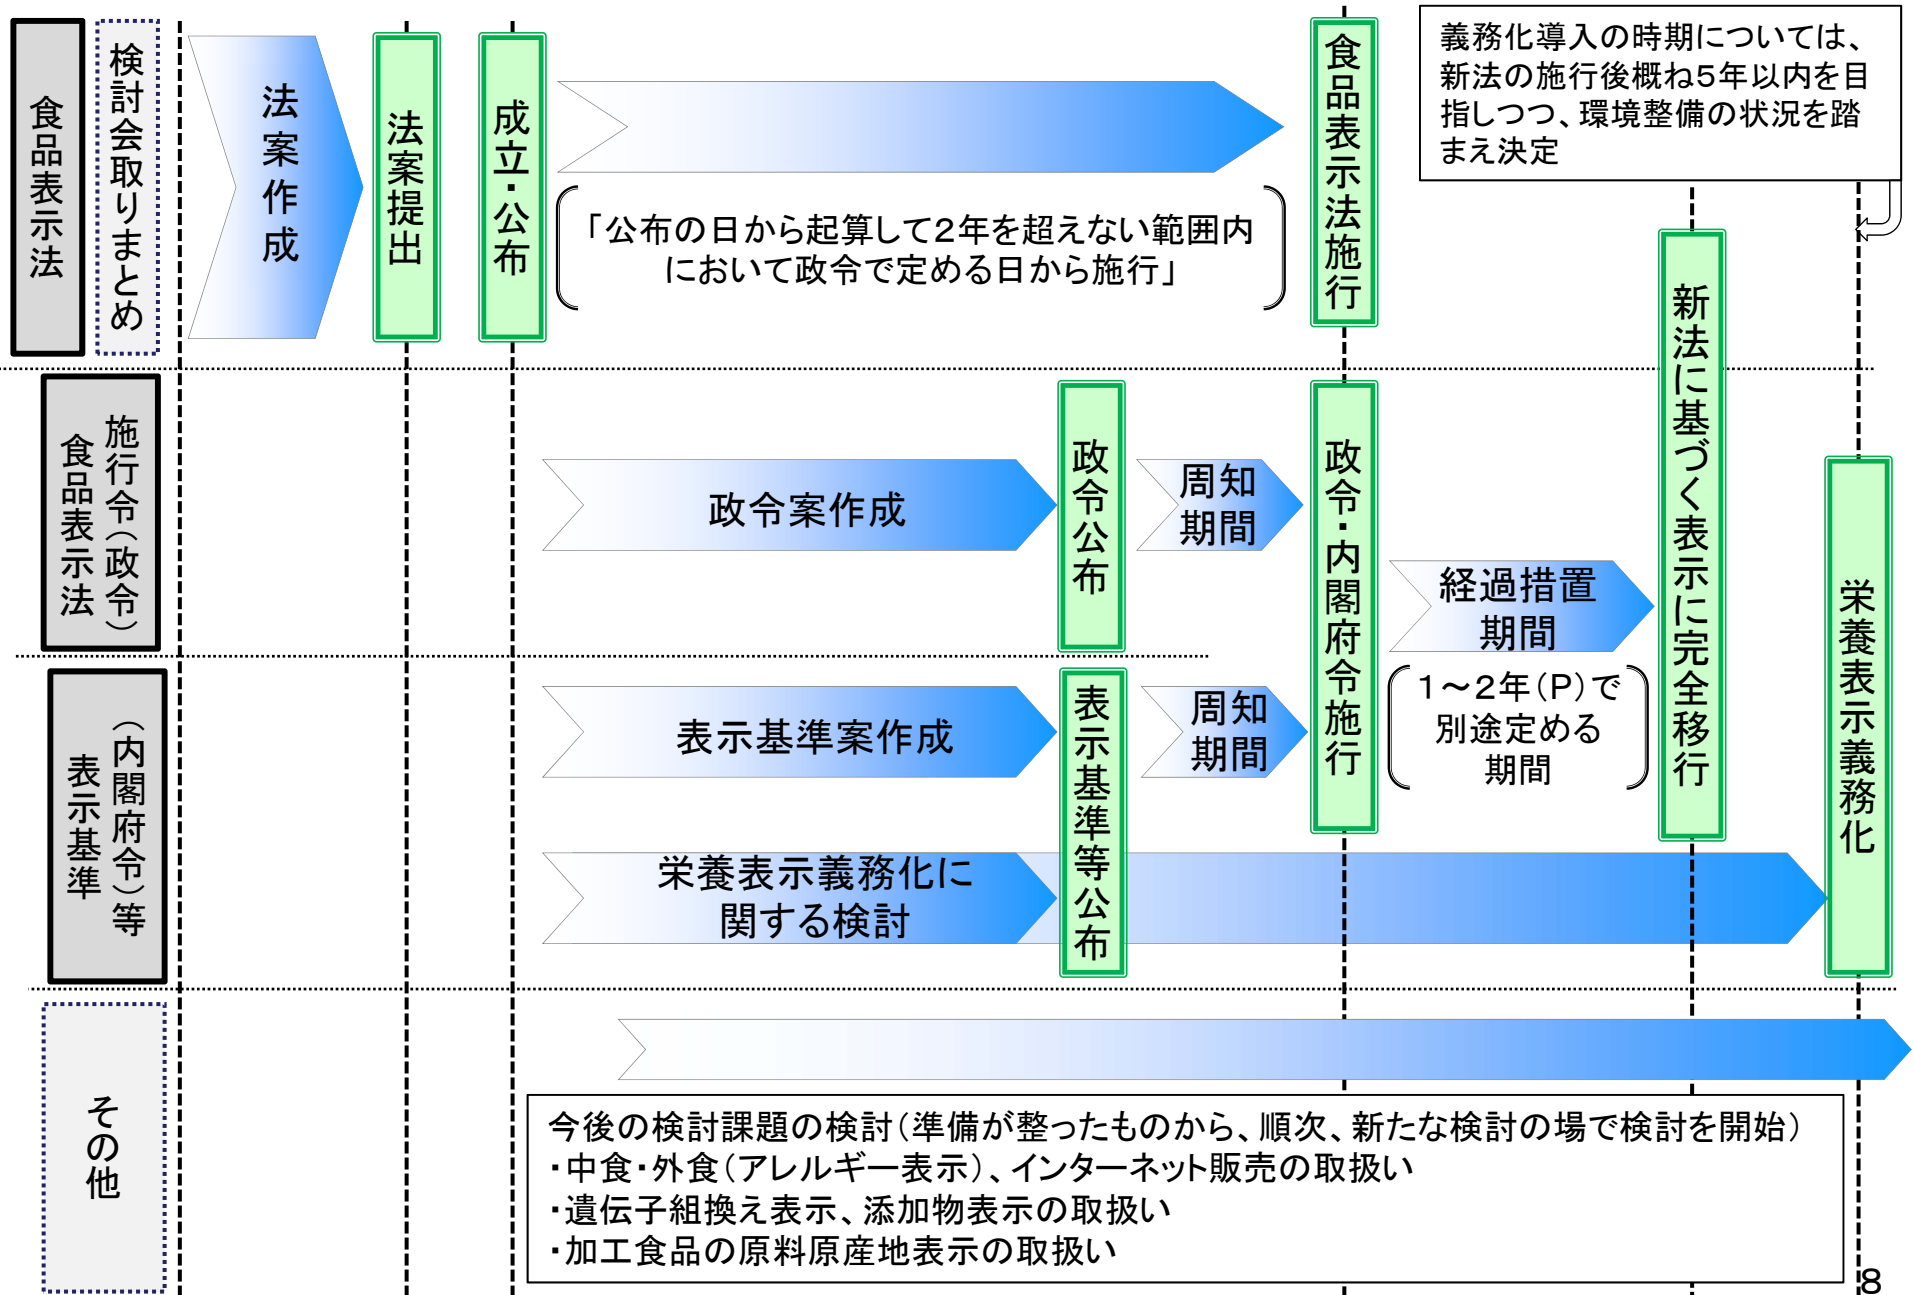 食品表示法
検討会取りまとめ
法案作成
法案提出
成立・公布
「公布の日から起算して2年を超えない範囲内
において政令で定める日から施行」
食品表示法施行
義務化導入の時期については、
新法の施行後概ね5年以内を目
指しつつ、環境整備の状況を踏
まえ決定
施行令(政令)
食品表示法
政令案作成
政令公布
周知
期間
政令・内閣府令施行
経過措置
期間
1～2年(P)で
別途定める
期間
新法に基づく表示に完全移行
栄養表示義務化
(内閣府令)等
表示基準
表示基準案作成
表示基準等公布
周知
期間
栄養表示義務化に
関する検討
その他
今後の検討課題の検討(準備が整ったものから、順次、新たな検討の場で検討を開始)
・中食・外食(アレルギー表示)、インターネット販売の取扱い
・遺伝子組換え表示、添加物表示の取扱い
・加工食品の原料原産地表示の取扱い
8